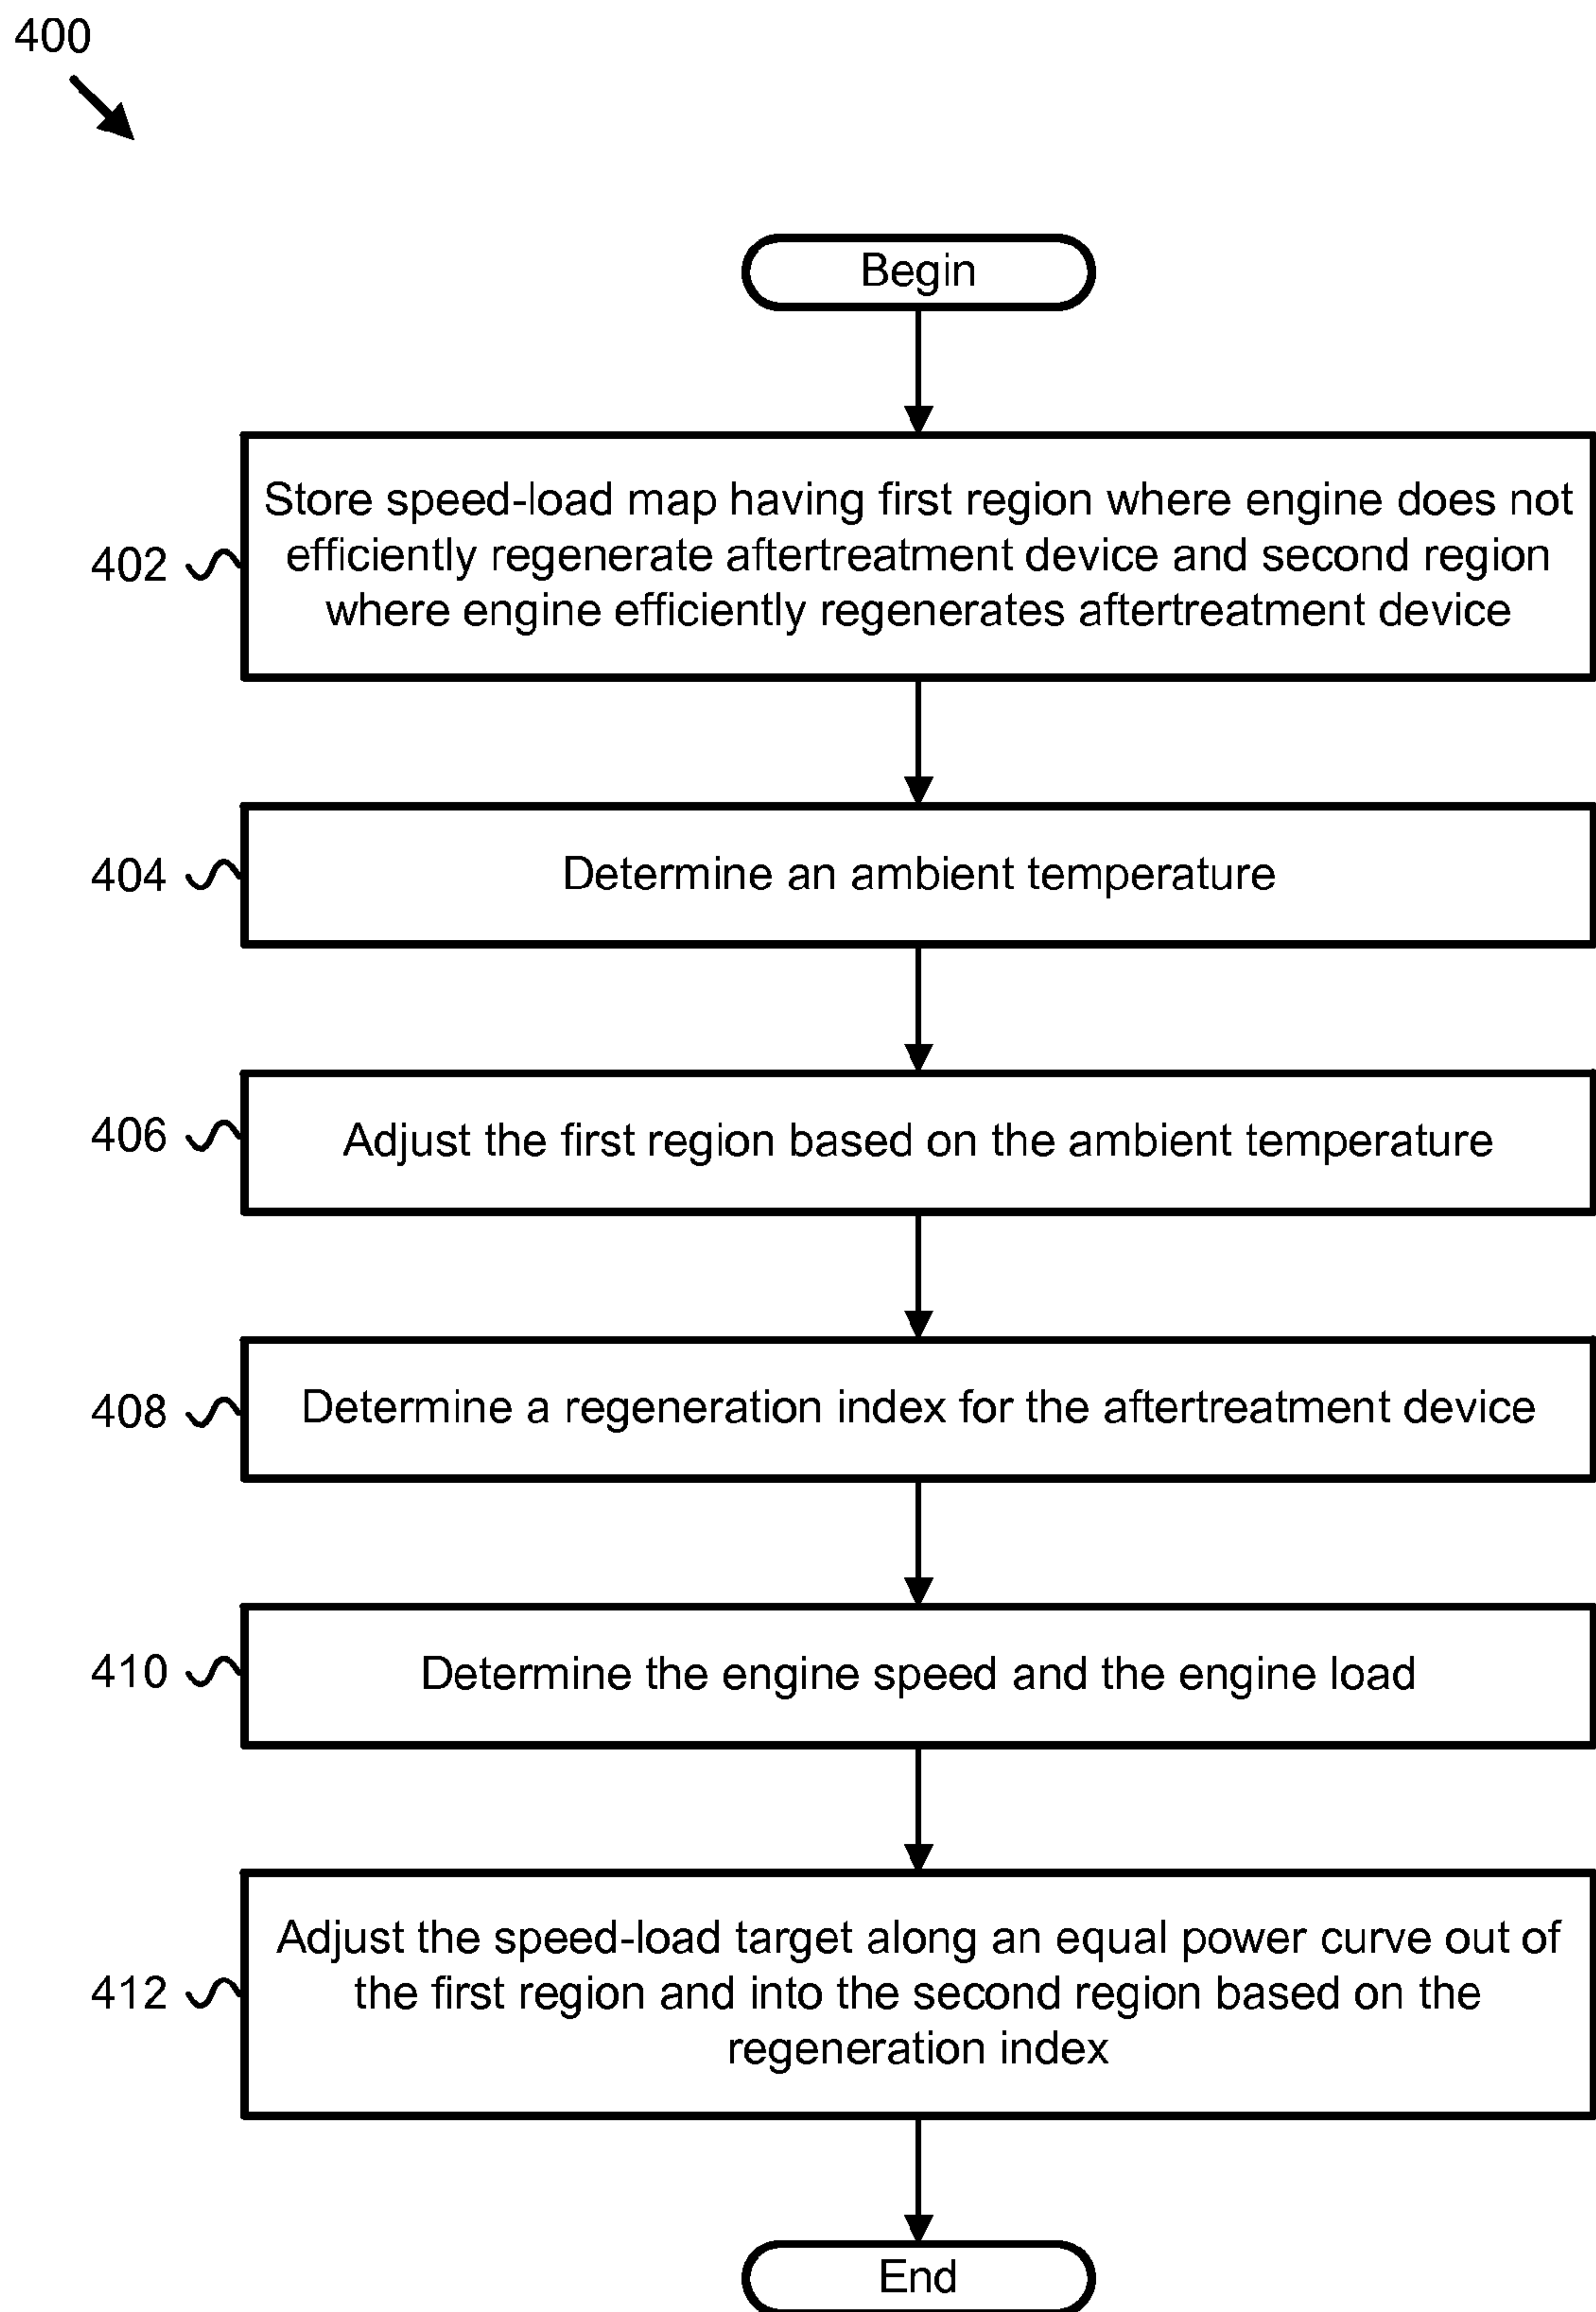 400
Begin
402
Store speed-load map having first region where engine does not
efficiently regenerate aftertreatment device and second region
where engine efficiently regenerates aftertreatment device
404
Determine an ambient temperature
406
Adjust the first region based on the ambient temperature
408
Determine a regeneration index for the aftertreatment device
410
Determine the engine speed and the engine load
412
Adjust the speed-load target along an equal power curve out of
the first region and into the second region based on the
regeneration index
End